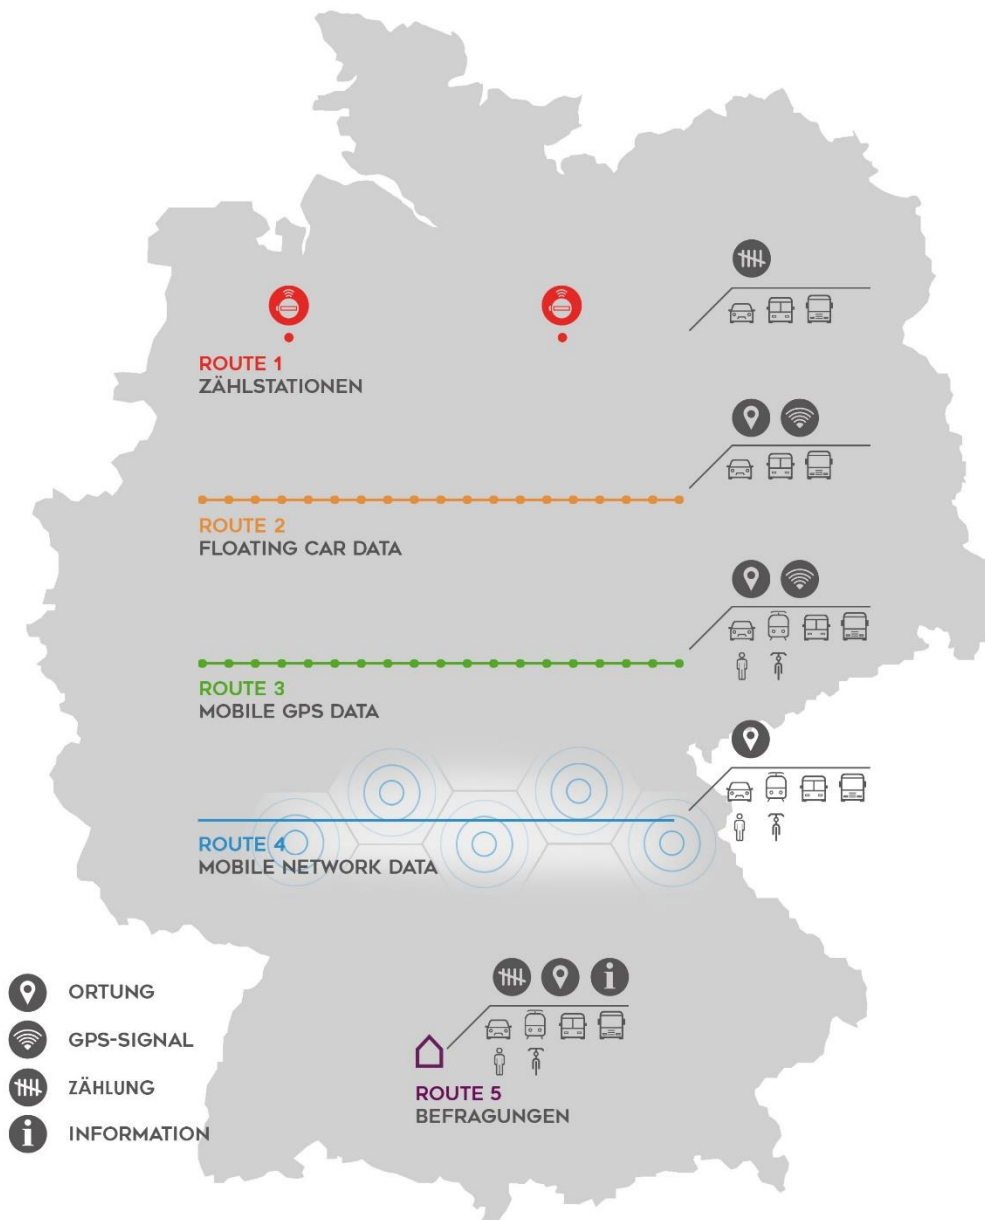 ROUTE 1
ZÄHLSTATIONEN
ROUTE 2
FLOATING CAR DATA
ROUTE 3
MOBILE GPS DATA
ROUTE 4
MOBILE NETWORK DATA
ORTUNG
GPS-SIGNAL
ZÄHLUNG
INFORMATION
ROUTE 5
BEFRAGUNGEN